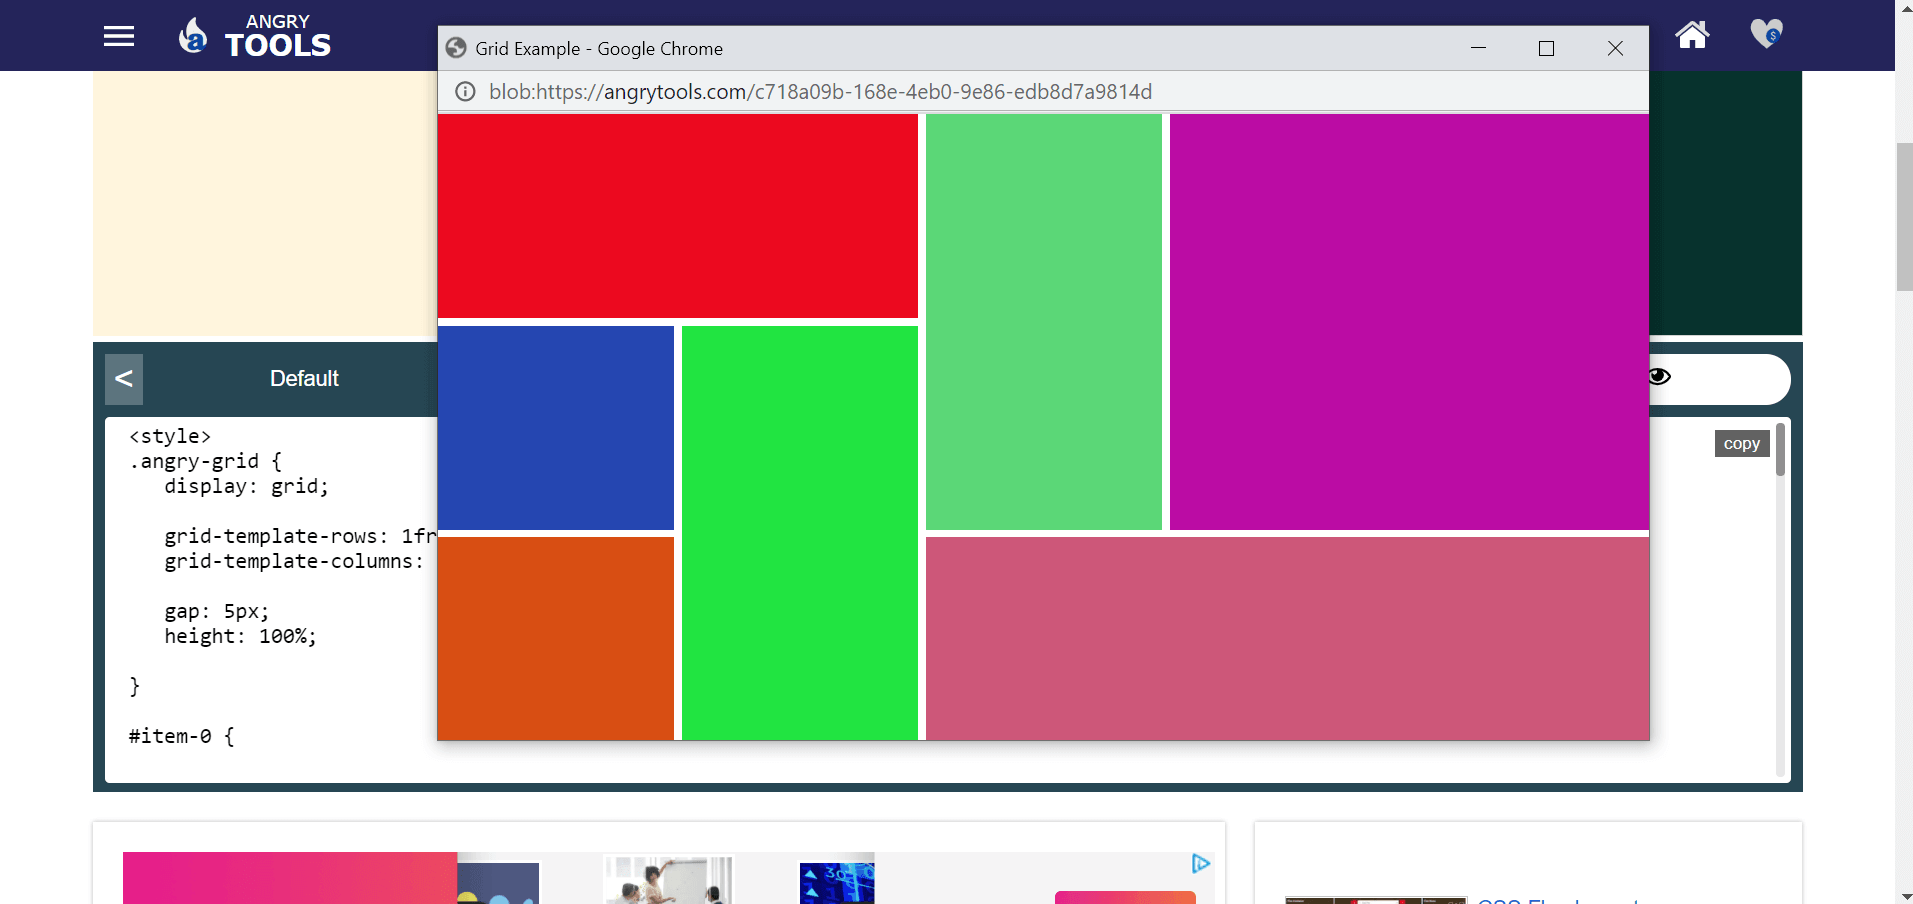 ANGRY
TOOLS
Grid Example - Google Chrome
blob:https://angrytools.com/c718a09b-168e-4eb0-9e86-edb8d7a9814d
<
Default
<style>
copy
.angry-grid {
display: grid;
grid-template-rows: 1fr
grid-template-columns:
gap: 5px;
height: 100%;
}
#item-0 {